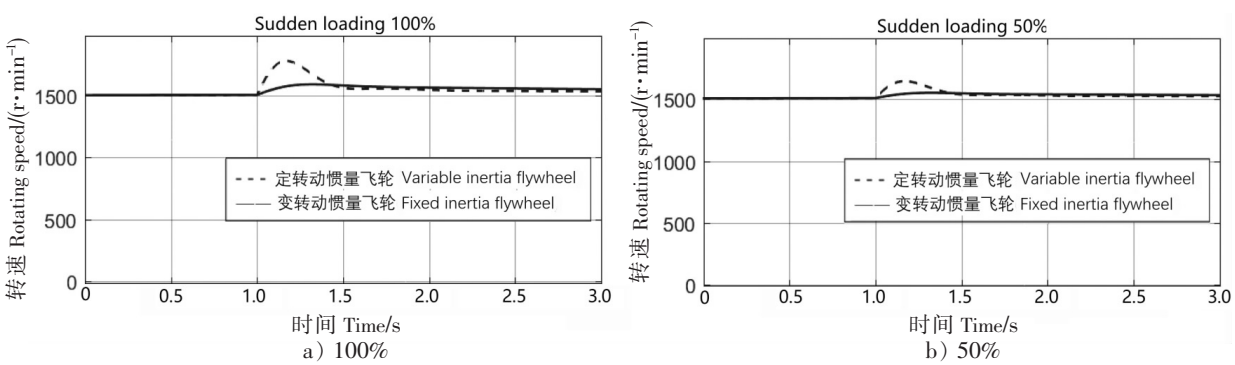 Sudden loading 100%
转速 Rotating speed/(r·min⁻¹)
1500
1000
500
0
定转动惯量飞轮 Variable inertia flywheel
变转动惯量飞轮 Fixed inertia flywheel
0 0.5 1.0 1.5 2.0 2.5 3.0
时间 Time/s
a）100%
Sudden loading 50%
转速 Rotating speed/(r·min⁻¹)
1500
1000
500
0
定转动惯量飞轮 Variable inertia flywheel
变转动惯量飞轮 Fixed inertia flywheel
0 0.5 1.0 1.5 2.0 2.5 3.0
时间 Time/s
b）50%